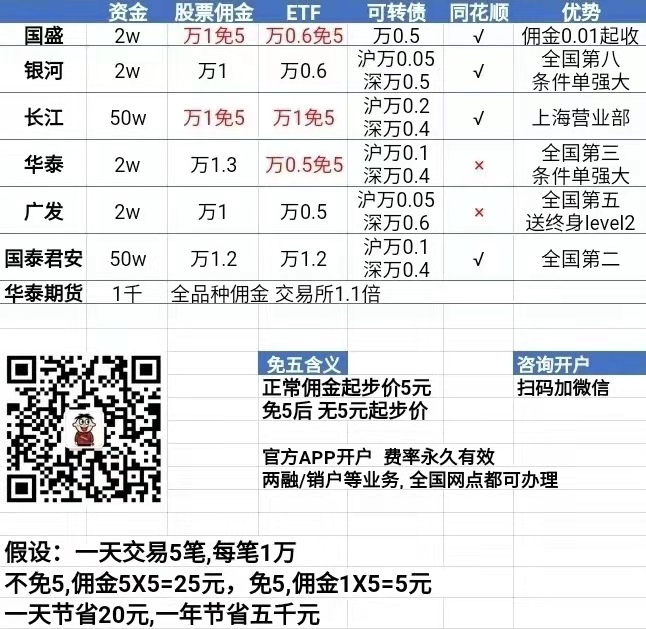 资金 股票佣金 ETF 可转债 同花顺 优势
国盛 2w 万1免5 万0.6免5 万0.5 √ 佣金0.01起收
银河 2w 万1 万0.6 沪万0.05 深万0.5 √ 全国第八 条件单强大
长江 50w 万1免5 万1免5 沪万0.2 深万0.4 √ 上海营业部
华泰 2w 万1.3 万0.5免5 沪万0.1 深万0.4 × 全国第三 条件单强大
广发 2w 万1 万0.5 沪万0.05 深万0.6 × 全国第五 送终身level2
国泰君安 50w 万1.2 万1.2 沪万0.1 深万0.4 √ 全国第二
华泰期货 1千 全品种佣金 交易所1.1倍
免五含义 咨询开户
正常佣金起步价5元 扫码加微信
免5后 无5元起步价
官方APP开户 费率永久有效
两融/销户等业务, 全国网点都可办理
假设：一天交易5笔,每笔1万
不免5,佣金5X5=25元，免5,佣金1X5=5元
一天节省20元,一年节省五千元